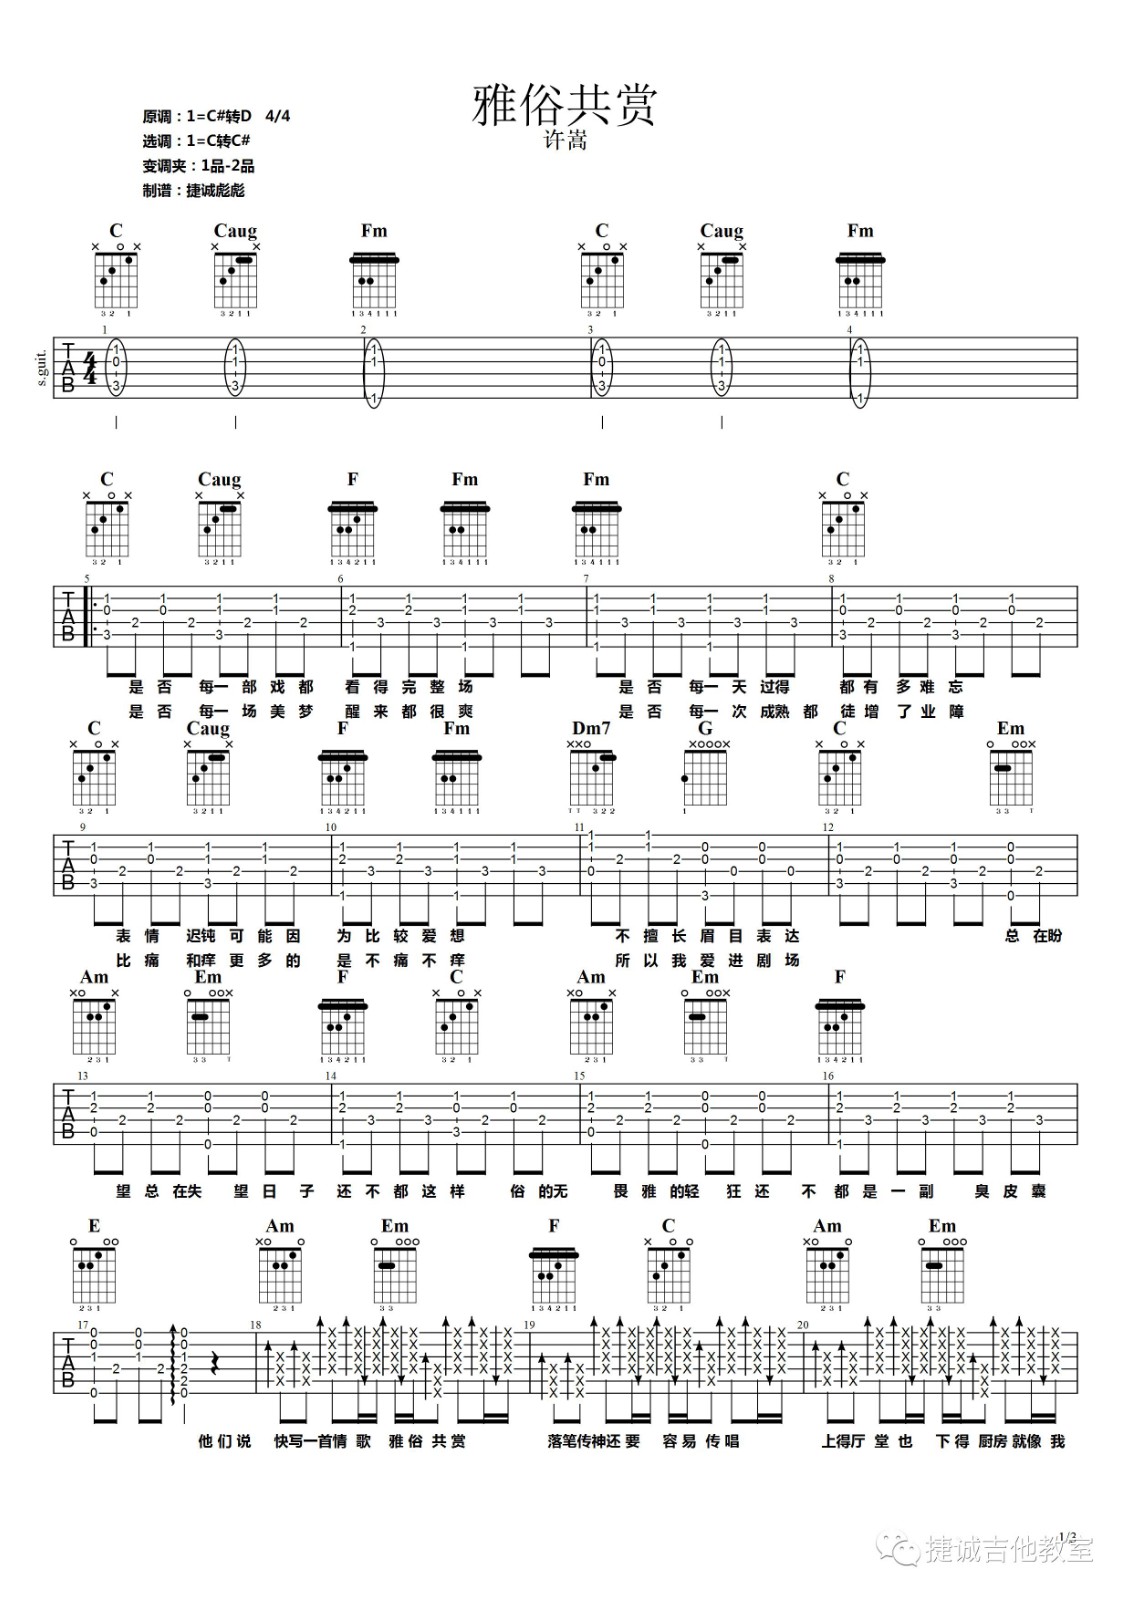 雅俗共赏
许嵩
原调：1=C#转D 4/4
选调：1=C转C#
变调夹：1品-2品
制谱：捷诚彪彪
C Caug Fm C Caug Fm
s.guit.
C Caug F Fm Fm C
是否每一部戏都看得完整场 是否每一天过得都有多难忘
是否每一场美梦醒来都很爽 是否每一次成熟都徒增了业障
C Caug F Fm Dm7 G C Em
表情迟钝可能因为比较爱想 不擅长眉目表达 总在盼
比痛和痒更多的是不痛不痒 所以我爱进剧场
Am Em F C Am Em F
望总在失望日子还不都这样俗的无畏雅的轻狂还不都是一副臭皮囊
E Am Em F C Am Em
他们说快写一首情歌雅俗共赏 落笔传神还要容易传唱 上得厅堂也下得厨房就像我
1/3
捷诚吉他教室